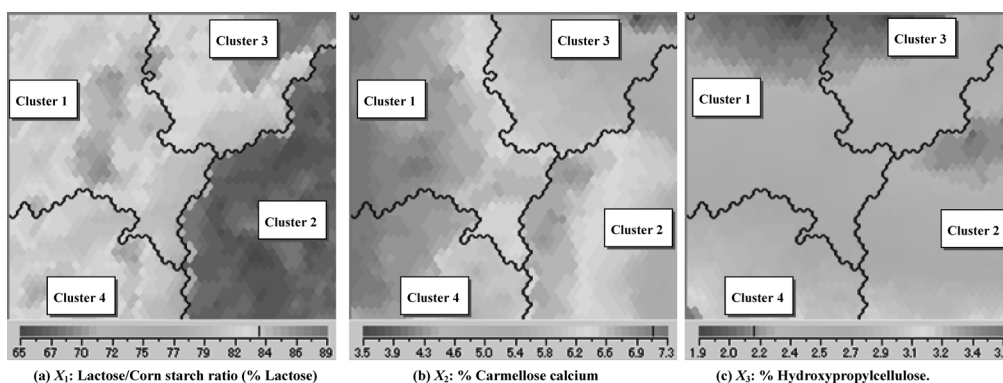 Cluster 3
Cluster 1
Cluster 2
Cluster 4
65 67 70 72 75 77 79 82 84 86 89
(a) X₁: Lactose/Corn starch ratio (% Lactose)
Cluster 3
Cluster 1
Cluster 2
Cluster 4
3.5 3.9 4.3 4.6 5.0 5.4 5.8 6.2 6.6 6.9 7.3
(b) X₂: % Carmellose calcium
Cluster 3
Cluster 1
Cluster 2
Cluster 4
1.9 2.0 2.2 2.4 2.5 2.7 2.9 3.1 3.2 3.4
(c) X₃: % Hydroxypropylcellulose.